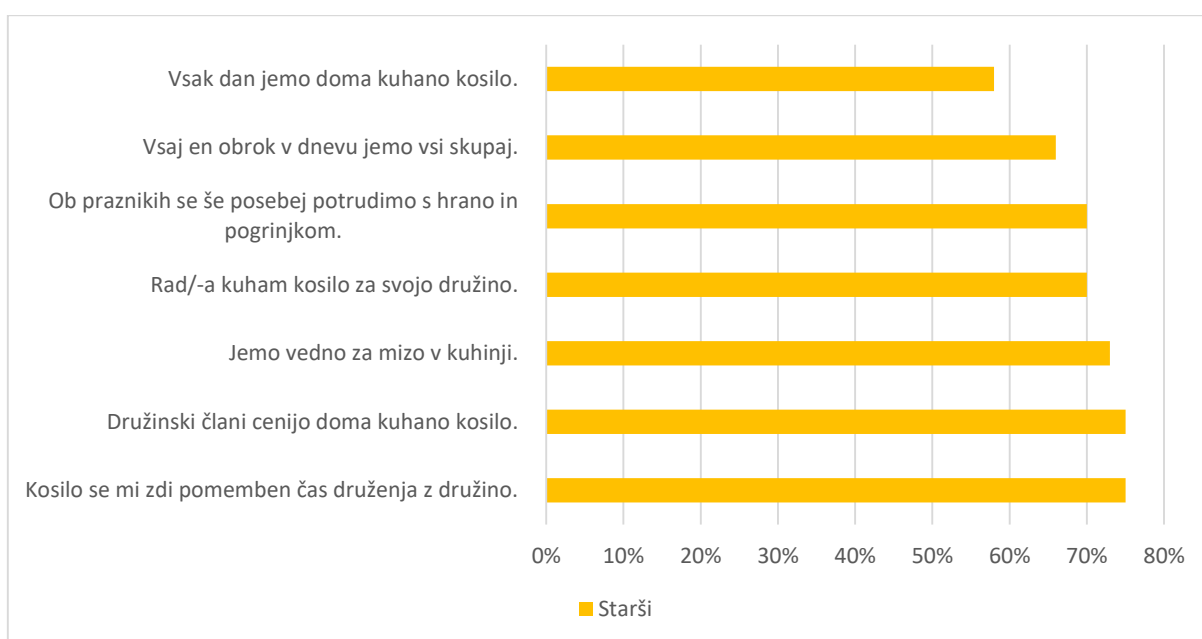 Vsak dan jemo doma kuhano kosilo.
Vsaj en obrok v dnevu jemo vsi skupaj.
Ob praznikih se še posebej potrudimo s hrano in
pogrinjkom.
Rad/-a kuham kosilo za svojo družino.
Jemo vedno za mizo v kuhinji.
Družinski člani cenijo doma kuhano kosilo.
Kosilo se mi zdi pomemben čas druženja z družino.
0% 10% 20% 30% 40% 50% 60% 70% 80%
Starši